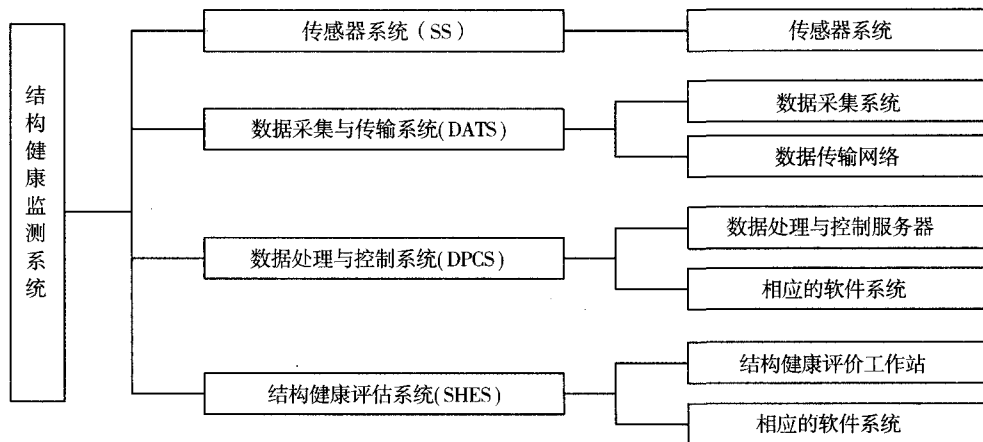 结构健康监测系统
传感器系统(SS)
传感器系统
数据采集与传输系统(DATS)
数据采集系统
数据传输网络
数据处理与控制系统(DPCS)
数据处理与控制服务器
相应的软件系统
结构健康评估系统(SHES)
结构健康评价工作站
相应的软件系统